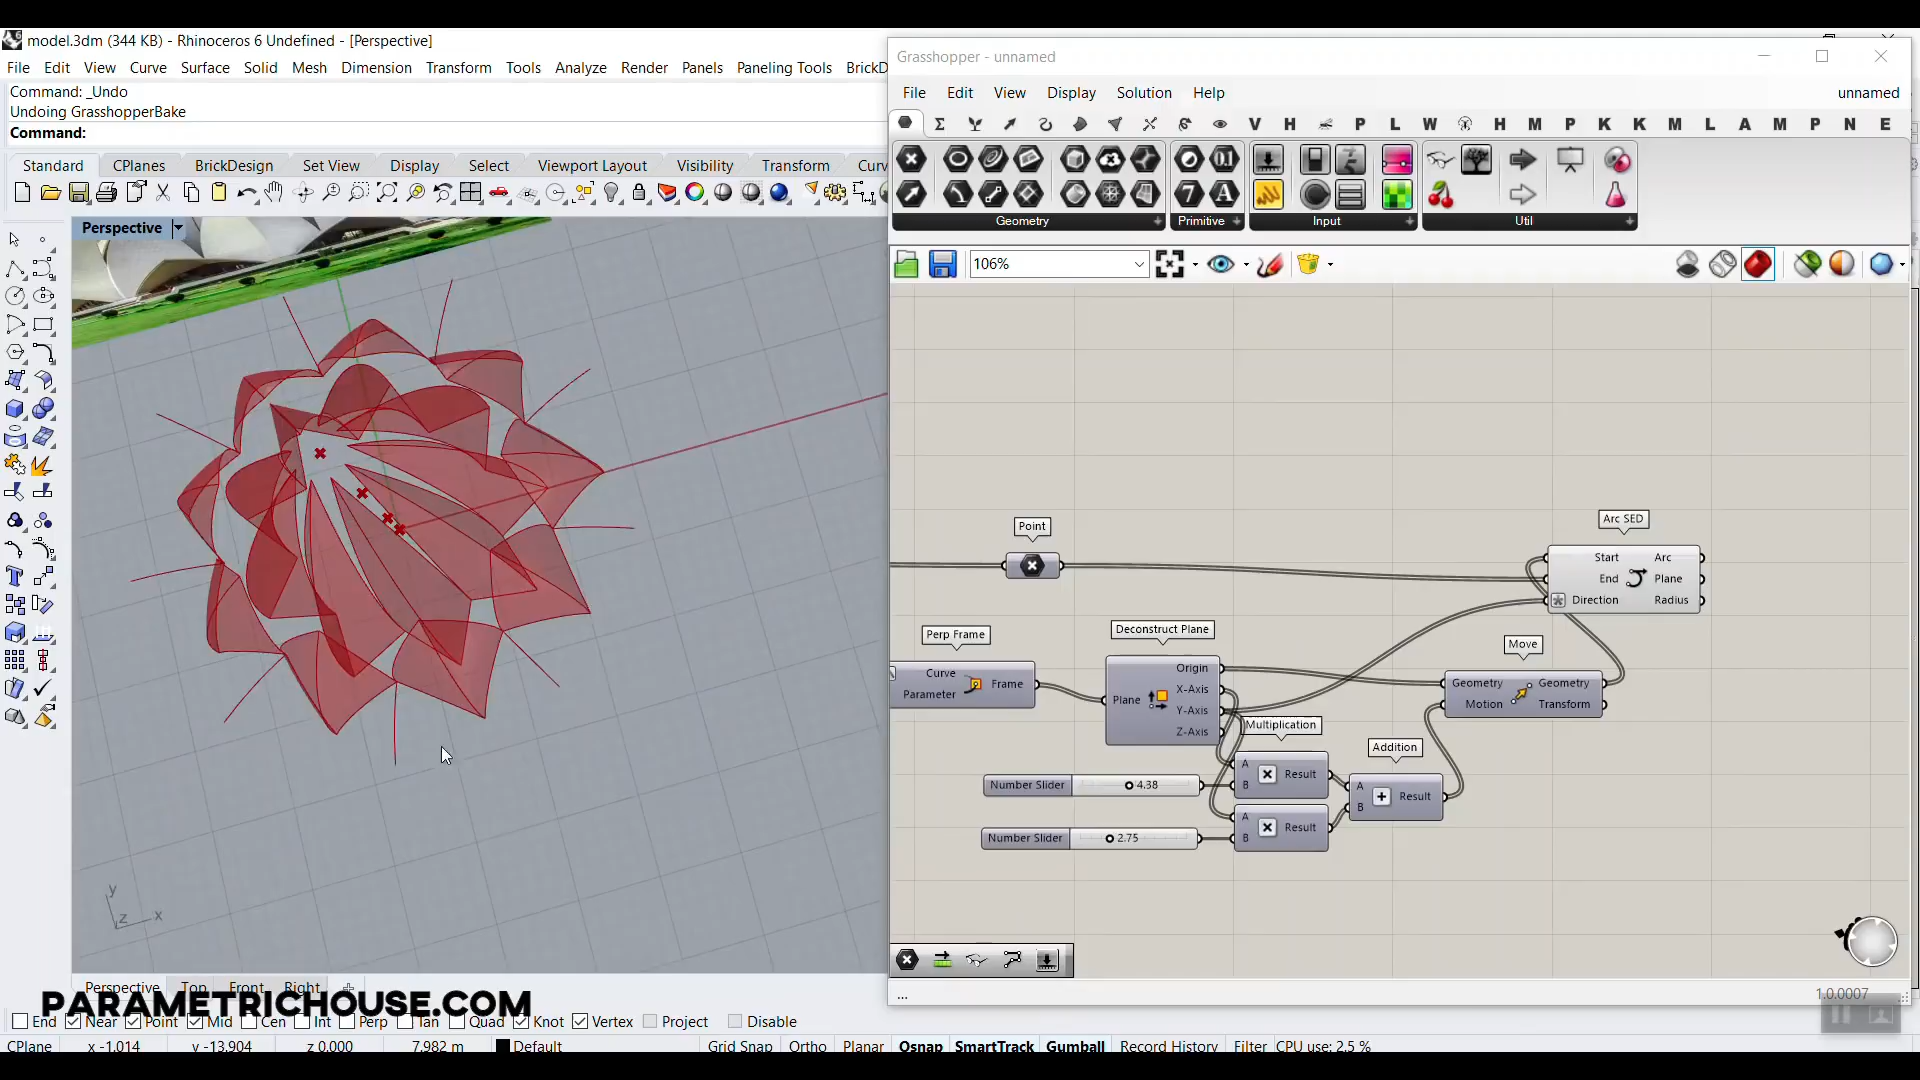 model.3dm (344 KB) - Rhinoceros 6 Undefined - [Perspective]
File Edit View Curve Surface Solid Mesh Dimension Transform Tools Analyze Render Panels Paneling Tools BrickD
Command: _Undo
Undoing GrasshopperBake
Command:
Standard CPlanes BrickDesign Set View Display Select Viewport Layout Visibility Transform Curv
Perspective
y
z x
Perspective Top Front Right
PARAMETRICHOUSE.COM
End Near Point Mid Cen Int Perp Tan Quad Knot Vertex Project Disable
CPlane x -1.014 y -13.904 z 0.000 7.982 m Default Grid Snap Ortho Planar Osnap SmartTrack Gumball Record History Filter CPU use: 2.5 %
Grasshopper - unnamed
File Edit View Display Solution Help unnamed
V H P L W H M P K K M L A M P N E
Geometry Primitive Input Util
106%
Point
Arc SED
Start Arc
End Plane
Direction Radius
Perp Frame
Curve Frame
Parameter
Deconstruct Plane
Plane
Origin
X-Axis
Y-Axis
Z-Axis
Move
Geometry Geometry
Motion Transform
Multiplication
A
B
Result
Addition
A
B
Result
A
B
Result
Number Slider 4.38
Number Slider 2.75
...
1.0.0007